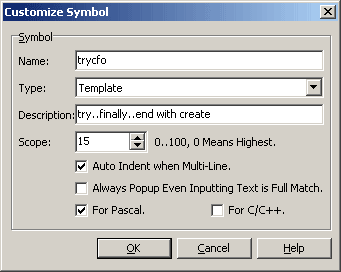 Customize Symbol
Symbol
Name: trycfo
Type: Template
Description: try..finally..end with create
Scope: 15 0..100, 0 Means Highest.
Auto Indent when Multi-Line.
Always Popup Even Inputting Text is Full Match.
For Pascal. For C/C++.
OK Cancel Help